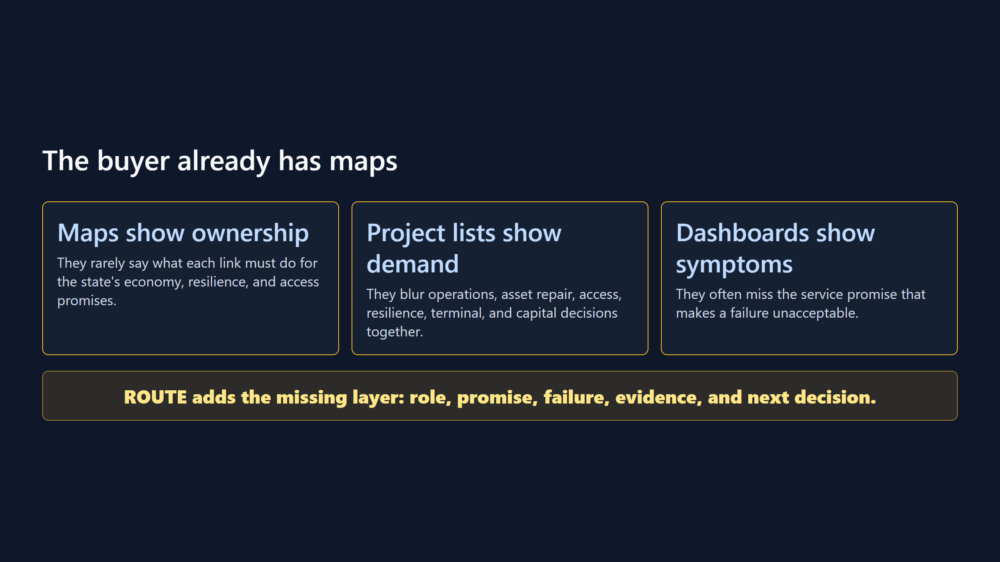 The buyer already has maps
Maps show ownership
They rarely say what each link must do for
the state's economy, resilience, and access
promises.
Project lists show
demand
They blur operations, asset repair, access,
resilience, terminal, and capital decisions
together.
Dashboards show
symptoms
They often miss the service promise that
makes a failure unacceptable.
ROUTE adds the missing layer: role, promise, failure, evidence, and next decision.